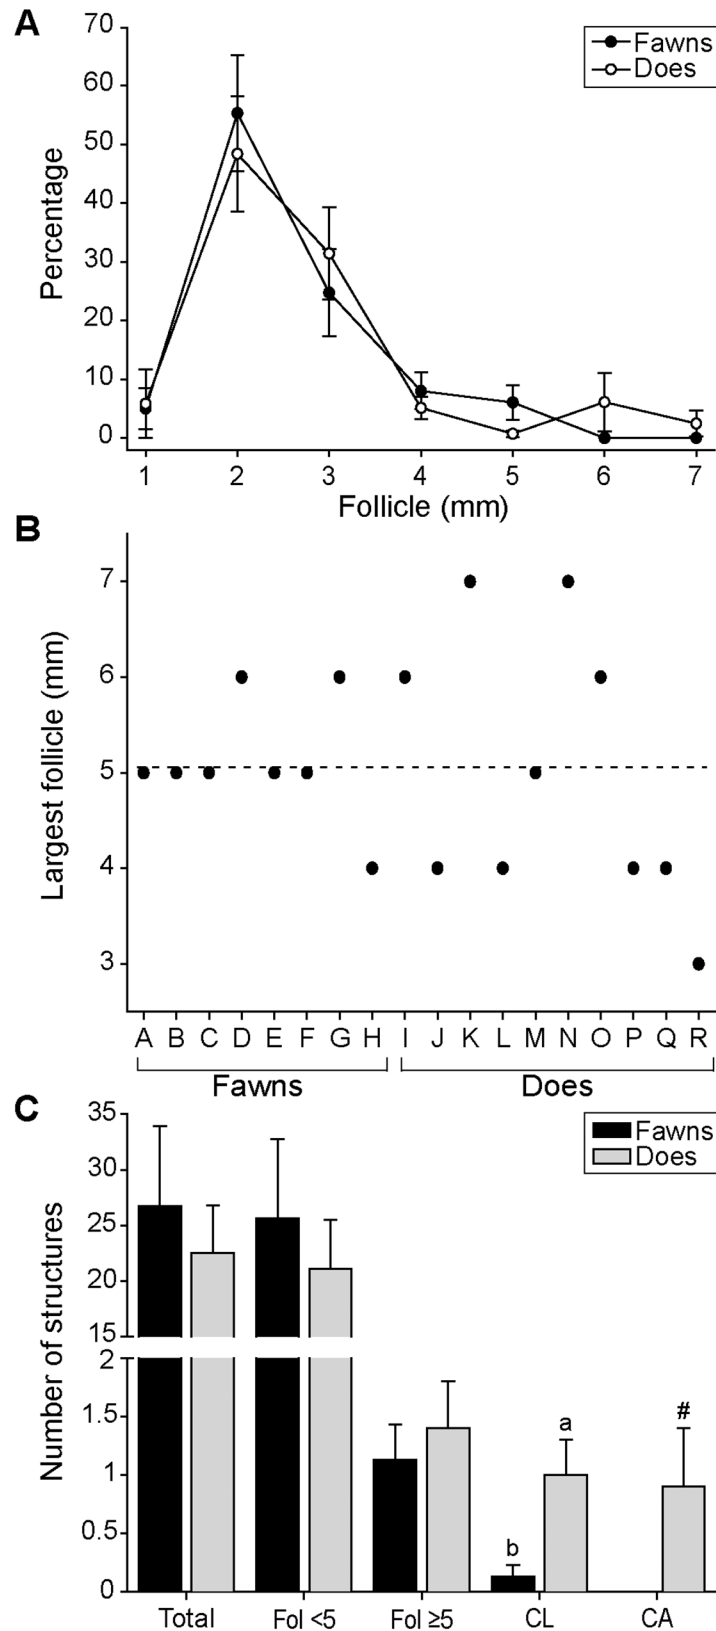 A
70
60
50
40
30
20
10
0
Percentage
Fawns
Does
1 2 3 4 5 6 7
Follicle (mm)
B
7
6
5
4
3
Largest follicle (mm)
A B C D E F G H I J K L M N O P Q R
Fawns Does
C
35
30
25
20
15
2
1.5
1
0.5
0
Number of structures
Fawns
Does
b
a
#
Total Fol <5 Fol ≥5 CL CA